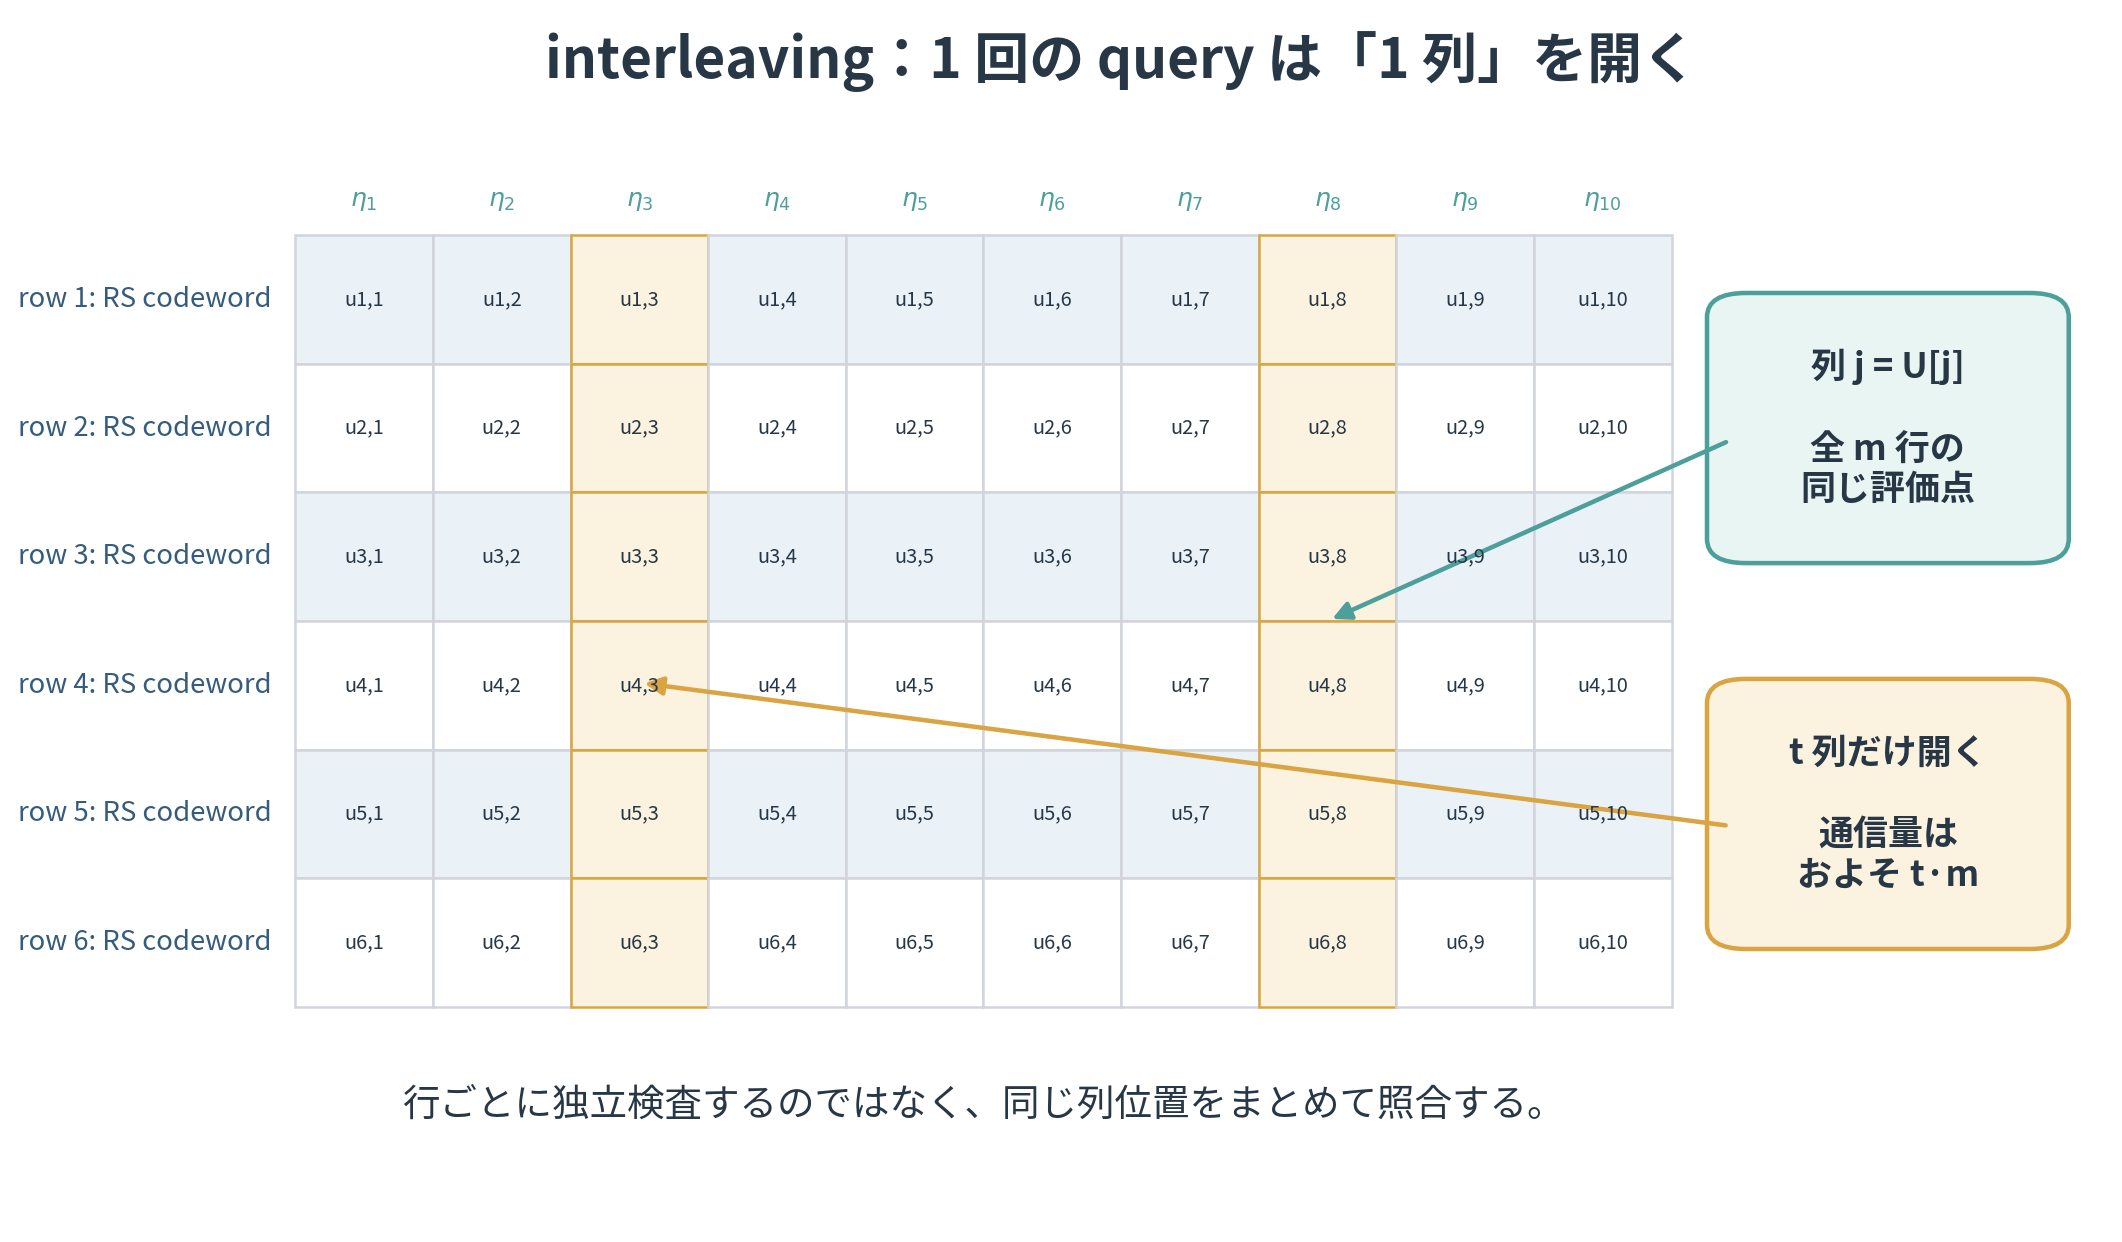 interleaving：1 回の query は「1 列」を開く
η1 η2 η3 η4 η5 η6 η7 η8 η9 η10
row 1: RS codeword u1,1 u1,2 u1,3 u1,4 u1,5 u1,6 u1,7 u1,8 u1,9 u1,10
row 2: RS codeword u2,1 u2,2 u2,3 u2,4 u2,5 u2,6 u2,7 u2,8 u2,9 u2,10
row 3: RS codeword u3,1 u3,2 u3,3 u3,4 u3,5 u3,6 u3,7 u3,8 u3,9 u3,10
row 4: RS codeword u4,1 u4,2 u4,3 u4,4 u4,5 u4,6 u4,7 u4,8 u4,9 u4,10
row 5: RS codeword u5,1 u5,2 u5,3 u5,4 u5,5 u5,6 u5,7 u5,8 u5,9 u5,10
row 6: RS codeword u6,1 u6,2 u6,3 u6,4 u6,5 u6,6 u6,7 u6,8 u6,9 u6,10
列 j = U[j]
全 m 行の
同じ評価点
t 列だけ開く
通信量は
およそ t·m
行ごとに独立検査するのではなく、同じ列位置をまとめて照合する。